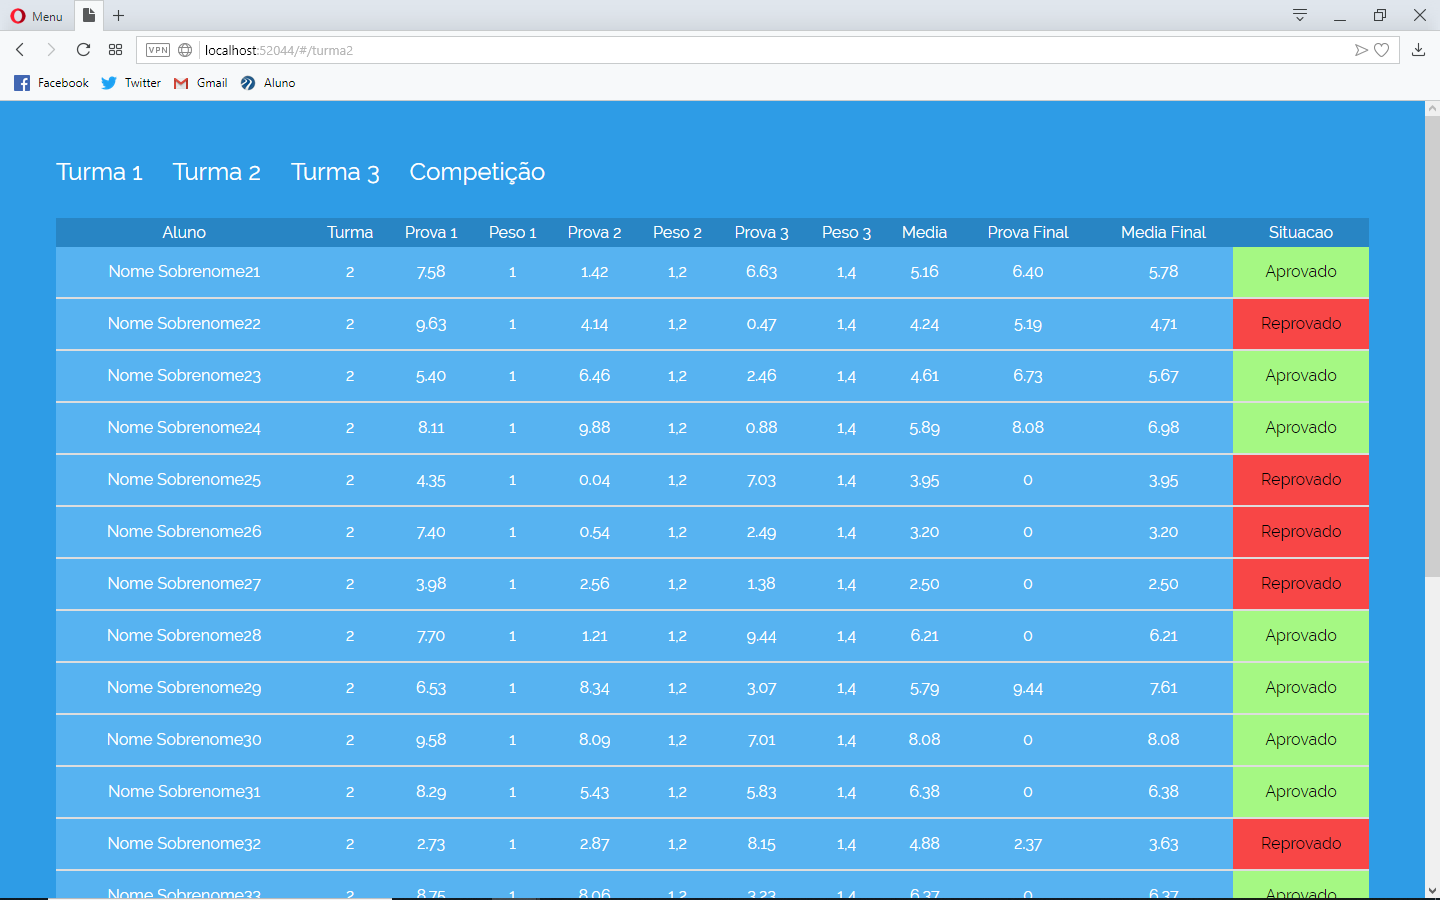 Menu
VPN localhost:52044/#/turma2
Facebook Twitter Gmail Aluno
Turma 1 Turma 2 Turma 3 Competição
Aluno Turma Prova 1 Peso 1 Prova 2 Peso 2 Prova 3 Peso 3 Media Prova Final Media Final Situacao
Nome Sobrenome21 2 7.58 1 1.42 1,2 6.63 1,4 5.16 6.40 5.78 Aprovado
Nome Sobrenome22 2 9.63 1 4.14 1,2 0.47 1,4 4.24 5.19 4.71 Reprovado
Nome Sobrenome23 2 5.40 1 6.46 1,2 2.46 1,4 4.61 6.73 5.67 Aprovado
Nome Sobrenome24 2 8.11 1 9.88 1,2 0.88 1,4 5.89 8.08 6.98 Aprovado
Nome Sobrenome25 2 4.35 1 0.04 1,2 7.03 1,4 3.95 0 3.95 Reprovado
Nome Sobrenome26 2 7.40 1 0.54 1,2 2.49 1,4 3.20 0 3.20 Reprovado
Nome Sobrenome27 2 3.98 1 2.56 1,2 1.38 1,4 2.50 0 2.50 Reprovado
Nome Sobrenome28 2 7.70 1 1.21 1,2 9.44 1,4 6.21 0 6.21 Aprovado
Nome Sobrenome29 2 6.53 1 8.34 1,2 3.07 1,4 5.79 9.44 7.61 Aprovado
Nome Sobrenome30 2 9.58 1 8.09 1,2 7.01 1,4 8.08 0 8.08 Aprovado
Nome Sobrenome31 2 8.29 1 5.43 1,2 5.83 1,4 6.38 0 6.38 Aprovado
Nome Sobrenome32 2 2.73 1 2.87 1,2 8.15 1,4 4.88 2.37 3.63 Reprovado
Nome Sobrenome33 2 8.75 1 8.06 1,2 3.23 1,4 6.37 0 6.37 Aprovado